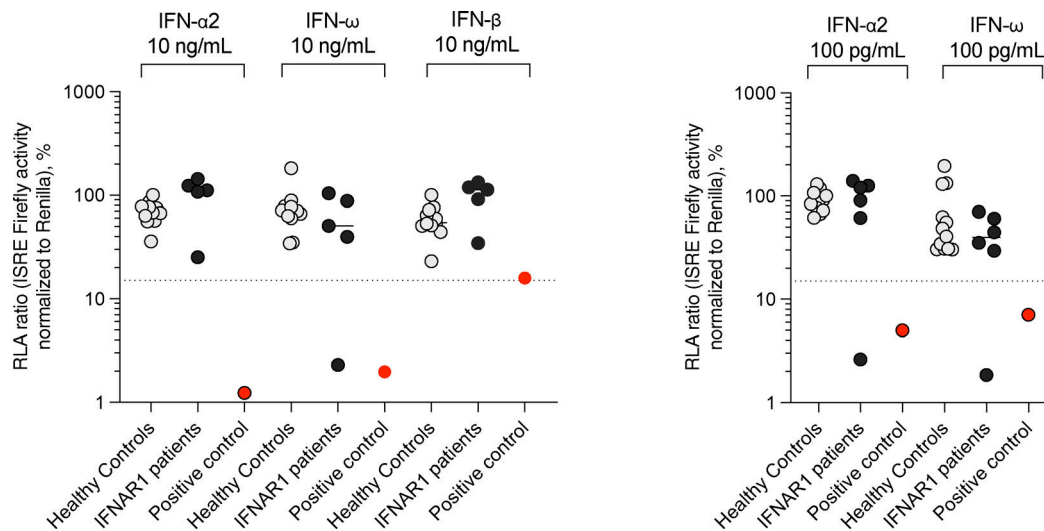 IFN-α2
10 ng/mL
IFN-ω
10 ng/mL
IFN-β
10 ng/mL
RLA ratio (ISRE Firefly activity
normalized to Renilla), %
1000
100
10
1
Healthy Controls
IFNAR1 patients
Positive control
Healthy Controls
IFNAR1 patients
Positive control
Healthy Controls
IFNAR1 patients
Positive control
IFN-α2
100 pg/mL
IFN-ω
100 pg/mL
RLA ratio (ISRE Firefly activity
normalized to Renilla), %
1000
100
10
1
Healthy Controls
IFNAR1 patients
Positive control
Healthy Controls
IFNAR1 patients
Positive control